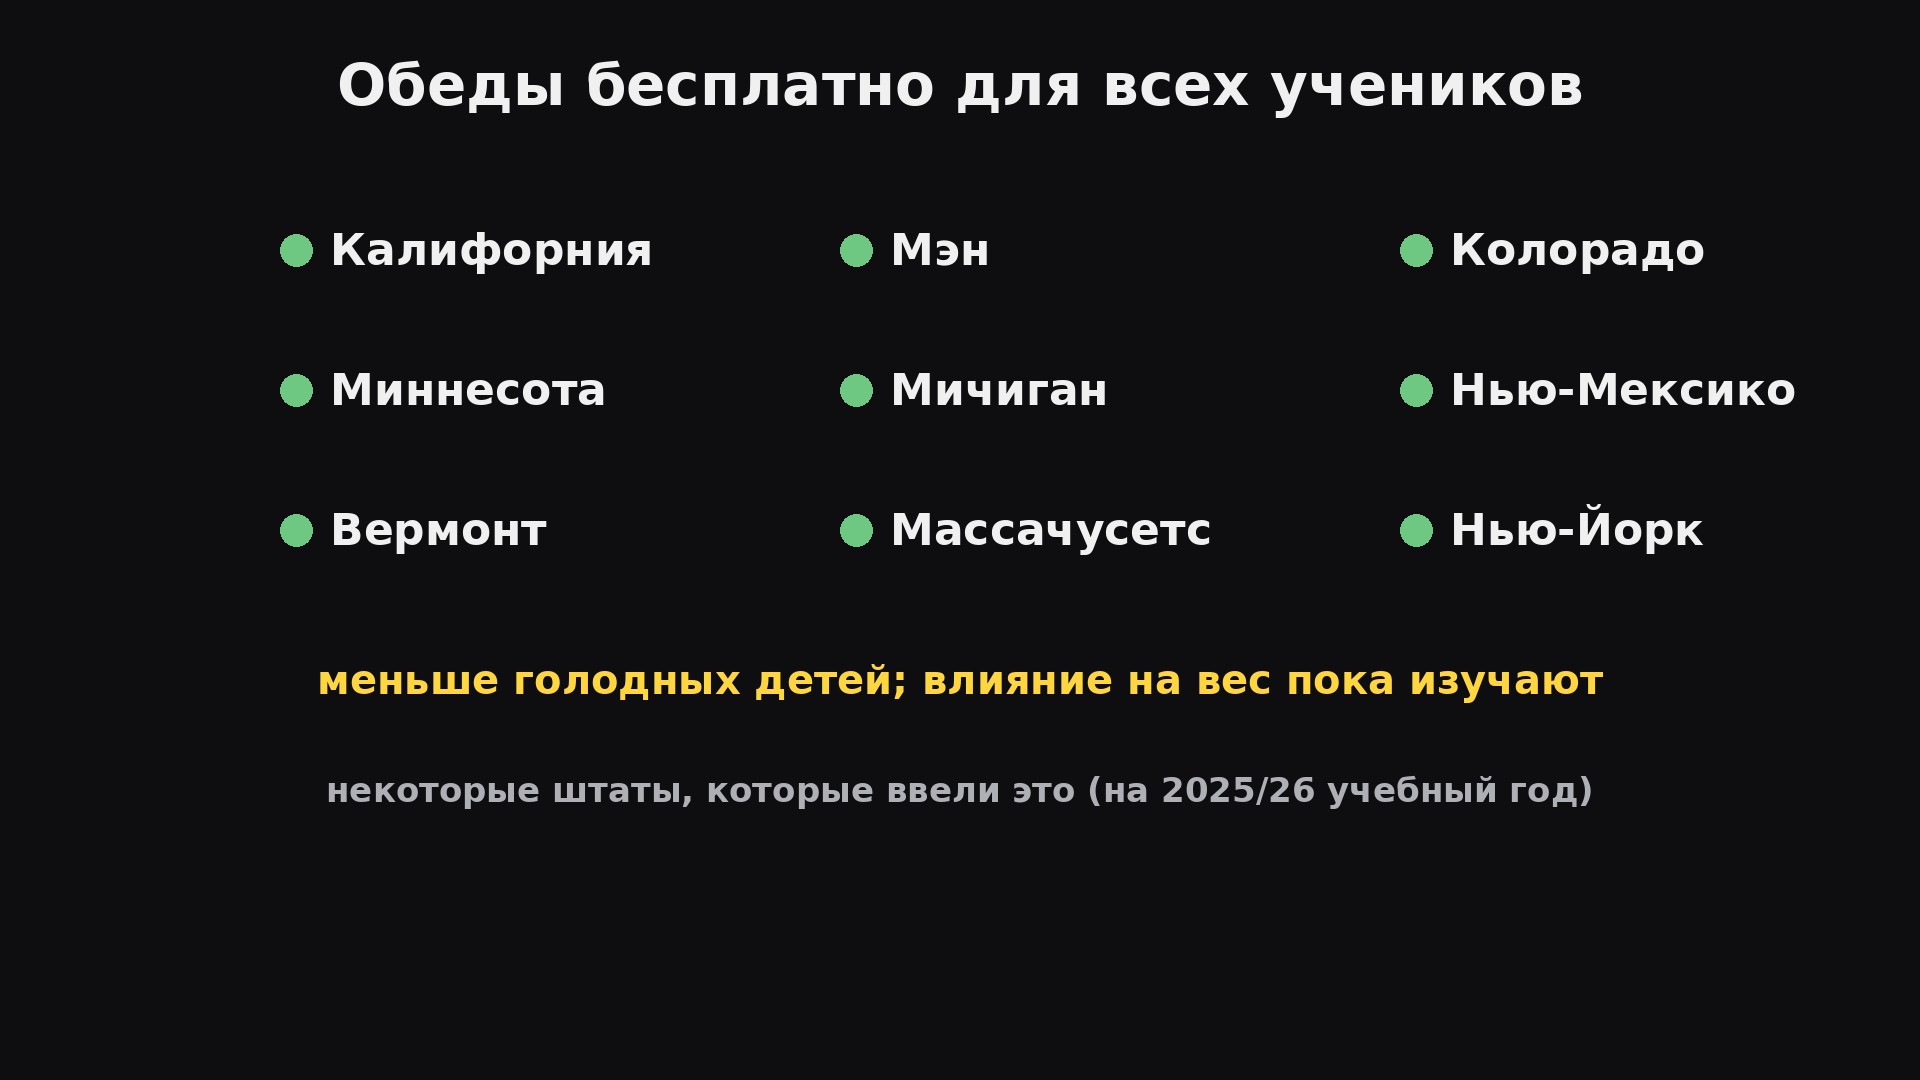 Обеды бесплатно для всех учеников
Калифорния
Мэн
Колорадо
Миннесота
Мичиган
Нью-Мексико
Вермонт
Массачусетс
Нью-Йорк
меньше голодных детей; влияние на вес пока изучают
некоторые штаты, которые ввели это (на 2025/26 учебный год)